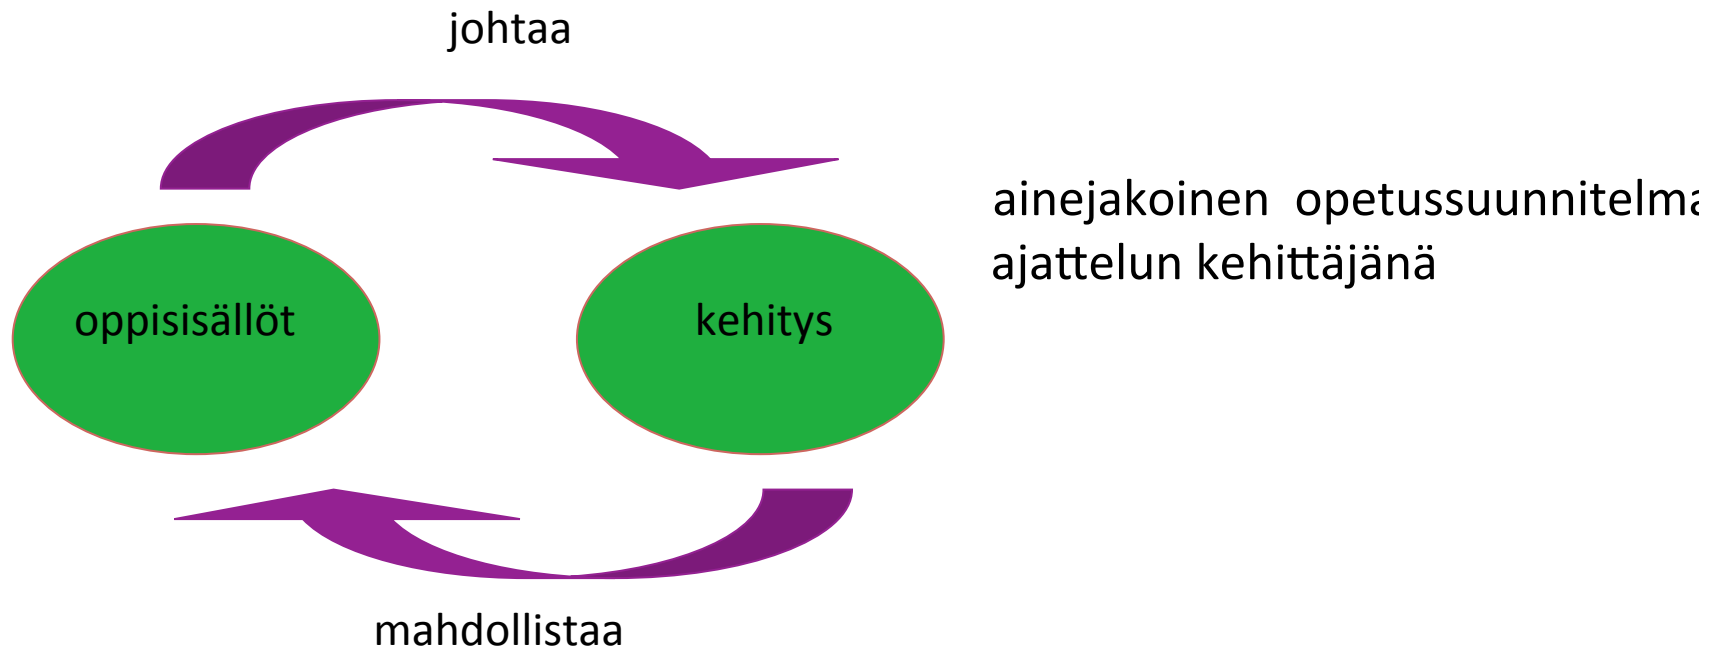 johtaa
ainejakoinen opetussuunnitelma
ajattelun kehittäjänä
oppisisällöt
kehitys
mahdollistaa